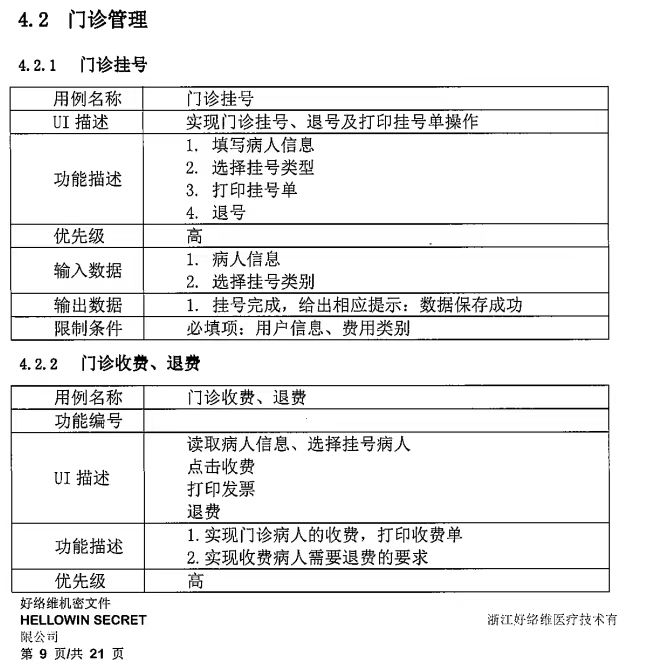 4.2 门诊管理
4.2.1 门诊挂号
用例名称 门诊挂号
UI 描述 实现门诊挂号、退号及打印挂号单操作
功能描述
1. 填写病人信息
2. 选择挂号类型
3. 打印挂号单
4. 退号
优先级 高
输入数据
1. 病人信息
2. 选择挂号类别
输出数据 1. 挂号完成，给出相应提示：数据保存成功
限制条件 必填项：用户信息、费用类别
4.2.2 门诊收费、退费
用例名称 门诊收费、退费
功能编号
UI 描述
读取病人信息、选择挂号病人
点击收费
打印发票
退费
功能描述
1.实现门诊病人的收费，打印收费单
2.实现收费病人需要退费的要求
优先级 高
好络维机密文件
HELLOWIN SECRET 浙江好络维医疗技术有
限公司
第 9 页/共 21 页